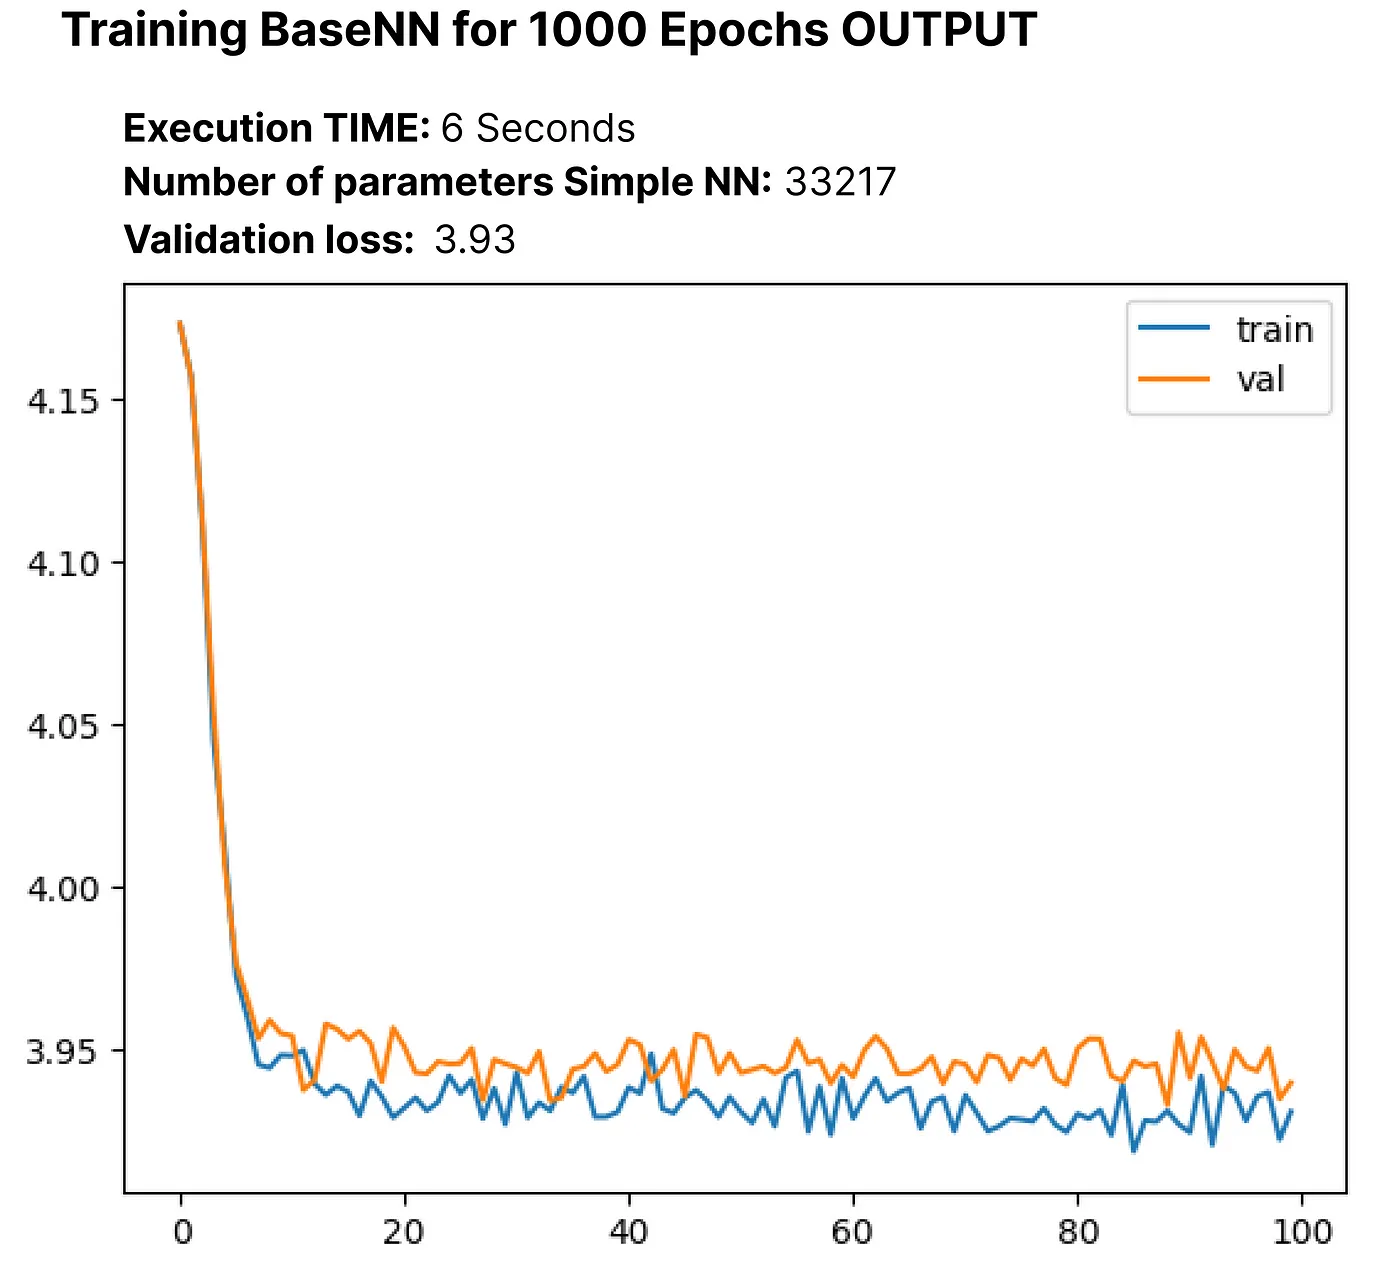 Training BaseNN for 1000 Epochs OUTPUT
Execution TIME: 6 Seconds
Number of parameters Simple NN: 33217
Validation loss: 3.93
train
val
4.15
4.10
4.05
4.00
3.95
0 20 40 60 80 100